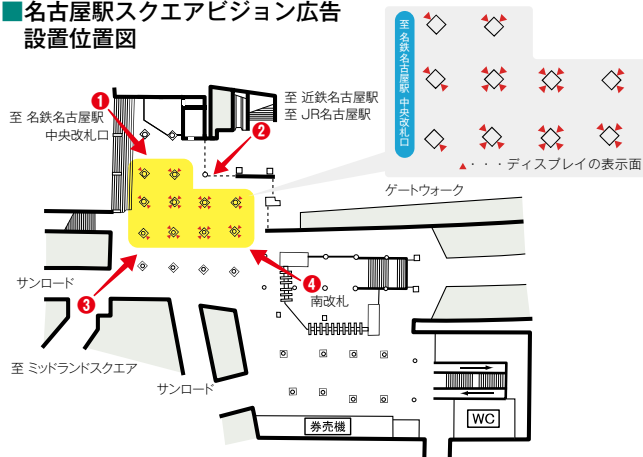 ■名古屋駅スクエアビジョン広告
設置位置図
至 名鉄名古屋駅 中央改札口
▲・・・ディスプレイの表示面
至 近鉄名古屋駅
至 JR名古屋駅
1
至 名鉄名古屋駅
中央改札口
2
ゲートウォーク
サンロード
3
4
南改札
至 ミッドランドスクエア
サンロード
券売機
WC